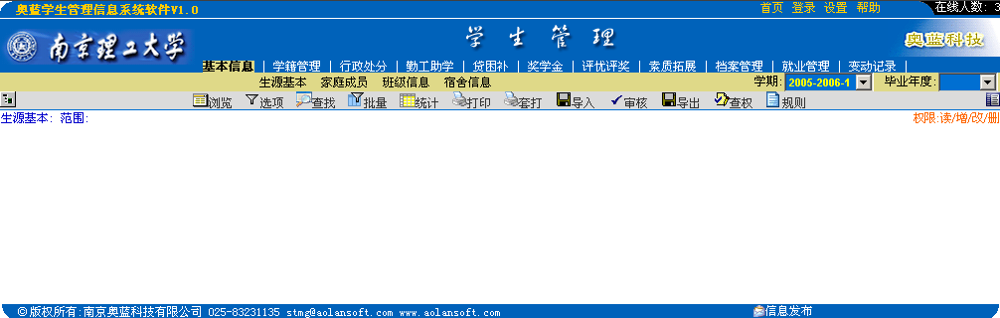 奥蓝学生管理信息系统软件V1.0 首页 登录 设置 帮助 在线人数: 3
南京理工大学 学生管理 奥蓝科技
基本信息 | 学籍管理 | 行政处分 | 勤工助学 | 贷困补 | 奖学金 | 评优评奖 | 素质拓展 | 档案管理 | 就业管理 | 变动记录 |
生源基本 家庭成员 班级信息 宿舍信息 学期: 2005-2006-1 毕业年度:
浏览 选项 查找 批量 统计 打印 套打 导入 审核 导出 查权 规则
生源基本: 范围: 权限:读/增/改/删
©版权所有:南京奥蓝科技有限公司 025-83231135 stmg@aolansoft.com www.aolansoft.com 信息发布